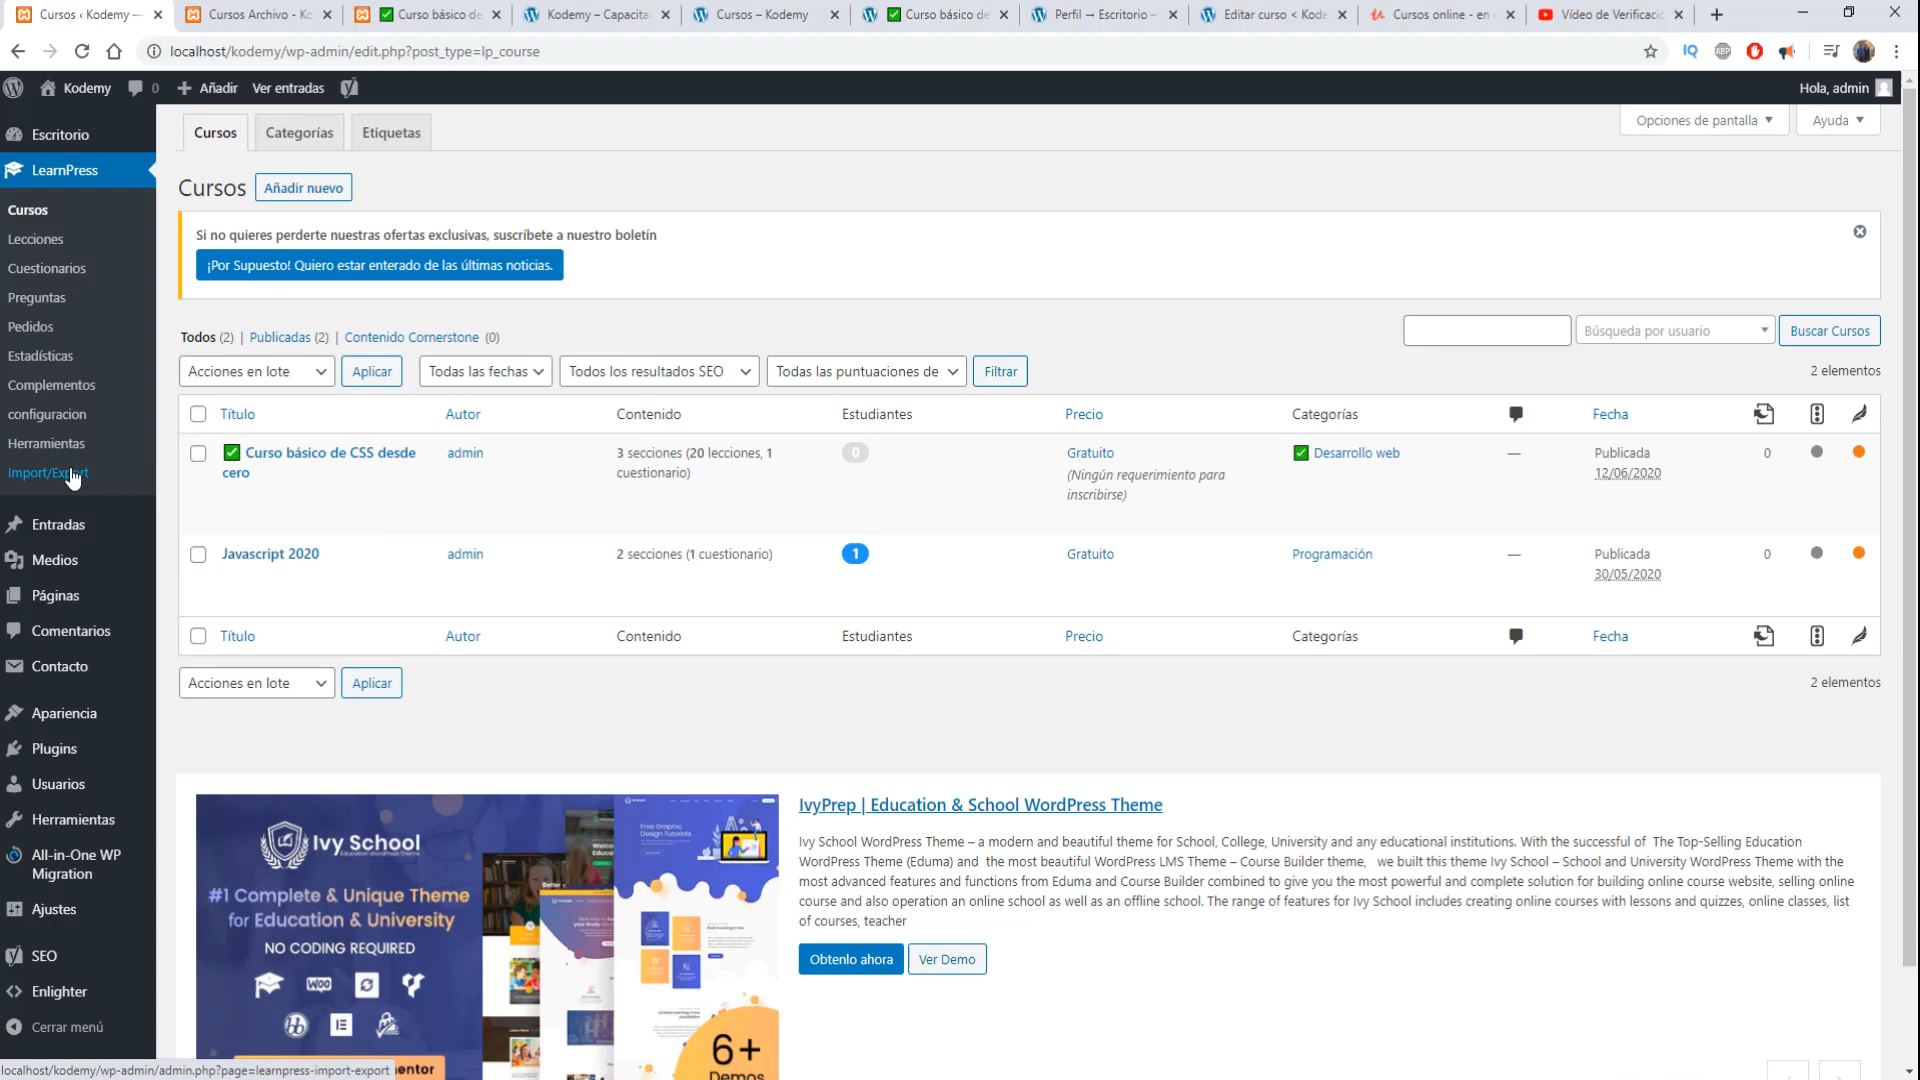 Cursos ‹ Kodemy —
Cursos Archivo - Ko
Curso básico de
Kodemy – Capacita
Cursos – Kodemy
Curso básico de
Perfil → Escritorio –
Editar curso < Kode
Cursos online - en
Vídeo de Verificaci
localhost/kodemy/wp-admin/edit.php?post_type=lp_course
IQ
ABP
Kodemy
0
Añadir
Ver entradas
Hola, admin
Escritorio
LearnPress
Cursos
Lecciones
Cuestionarios
Preguntas
Pedidos
Estadísticas
Complementos
configuracion
Herramientas
Import/Export
Entradas
Medios
Páginas
Comentarios
Contacto
Apariencia
Plugins
Usuarios
Herramientas
All-in-One WP
Migration
Ajustes
SEO
Enlighter
Cerrar menú
localhost/kodemy/wp-admin/admin.php?page=learnpress-import-export
Cursos
Categorías
Etiquetas
Opciones de pantalla
Ayuda
Cursos
Añadir nuevo
Si no quieres perderte nuestras ofertas exclusivas, suscríbete a nuestro boletín
¡Por Supuesto! Quiero estar enterado de las últimas noticias.
Todos (2) | Publicadas (2) | Contenido Cornerstone (0)
Búsqueda por usuario
Buscar Cursos
Acciones en lote
Aplicar
Todas las fechas
Todos los resultados SEO
Todas las puntuaciones de
Filtrar
2 elementos
Título Autor Contenido Estudiantes Precio Categorías Fecha
Curso básico de CSS desde admin 3 secciones (20 lecciones, 1 0 Gratuito Desarrollo web — Publicada 0
cero cuestionario) (Ningún requerimiento para 12/06/2020
inscribirse)
Javascript 2020 admin 2 secciones (1 cuestionario) 1 Gratuito Programación — Publicada 0
30/05/2020
Título Autor Contenido Estudiantes Precio Categorías Fecha
Acciones en lote
Aplicar
2 elementos
Ivy School
Education WordPress Theme
#1 Complete & Unique Theme
for Education & University
NO CODING REQUIRED
WOO
6+
Demos
IvyPrep | Education & School WordPress Theme
Ivy School WordPress Theme – a modern and beautiful theme for School, College, University and any educational institutions. With the successful of The Top-Selling Education
WordPress Theme (Eduma) and the most beautiful WordPress LMS Theme – Course Builder theme, we built this theme Ivy School – School and University WordPress Theme with the
most advanced features and functions from Eduma and Course Builder combined to give you the most powerful and complete solution for building online course website, selling online
course and also operation an online school as well as an offline school. The range of features for Ivy School includes creating online courses with lessons and quizzes, online classes, list
of courses, teacher
Obtenlo ahora
Ver Demo